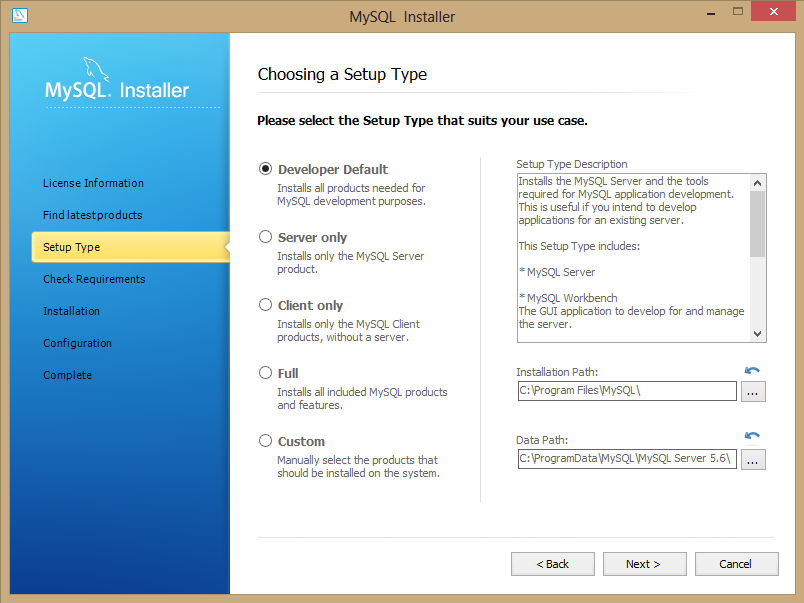 MySQL Installer
MySQL. Installer
License Information
Find latest products
Setup Type
Check Requirements
Installation
Configuration
Complete
Choosing a Setup Type
Please select the Setup Type that suits your use case.
Developer Default
Installs all products needed for
MySQL development purposes.
Server only
Installs only the MySQL Server
product.
Client only
Installs only the MySQL Client
products, without a server.
Full
Installs all included MySQL products
and features.
Custom
Manually select the products that
should be installed on the system.
Setup Type Description
Installs the MySQL Server and the tools
required for MySQL application development.
This is useful if you intend to develop
applications for an existing server.
This Setup Type includes:
* MySQL Server
* MySQL Workbench
The GUI application to develop for and manage
the server.
Installation Path:
C:\Program Files\MySQL\
...
Data Path:
C:\ProgramData\MySQL\MySQL Server 5.6\
...
< Back
Next >
Cancel